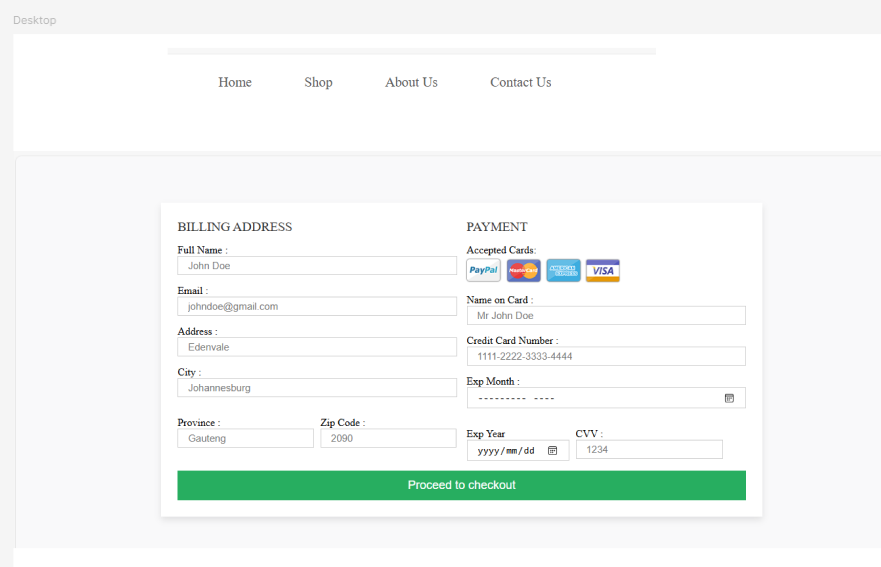 Desktop
Home Shop About Us Contact Us
BILLING ADDRESS
Full Name :
John Doe
Email :
johndoe@gmail.com
Address :
Edenvale
City :
Johannesburg
Province : Zip Code :
Gauteng 2090
PAYMENT
Accepted Cards:
PayPal MasterCard AMERICAN EXPRESS VISA
Name on Card :
Mr John Doe
Credit Card Number :
1111-2222-3333-4444
Exp Month :
--------- ----
Exp Year CVV :
yyyy/mm/dd 1234
Proceed to checkout